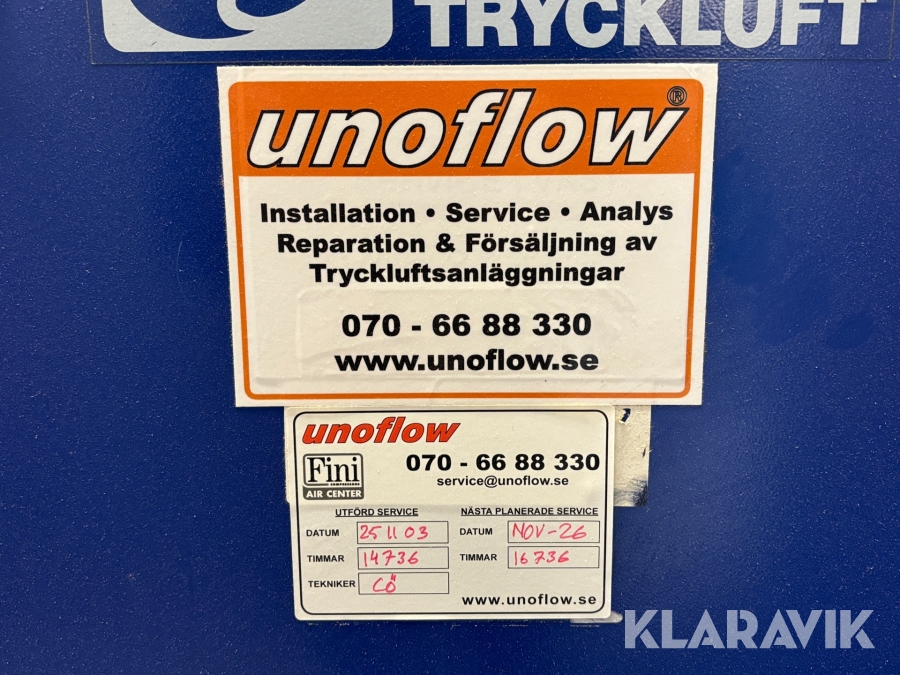 TRYCKLUFT
unoflow®
Installation • Service • Analys
Reparation & Försäljning av
Tryckluftsanläggningar
070 - 66 88 330
www.unoflow.se
unoflow
Fini
COMPRESSORS
AIR CENTER
070 - 66 88 330
service@unoflow.se
UTFÖRD SERVICE
DATUM 25 11 03
TIMMAR 14736
TEKNIKER CÖ
NÄSTA PLANERADE SERVICE
DATUM NOV-26
TIMMAR 16736
www.unoflow.se
KLARAVIK